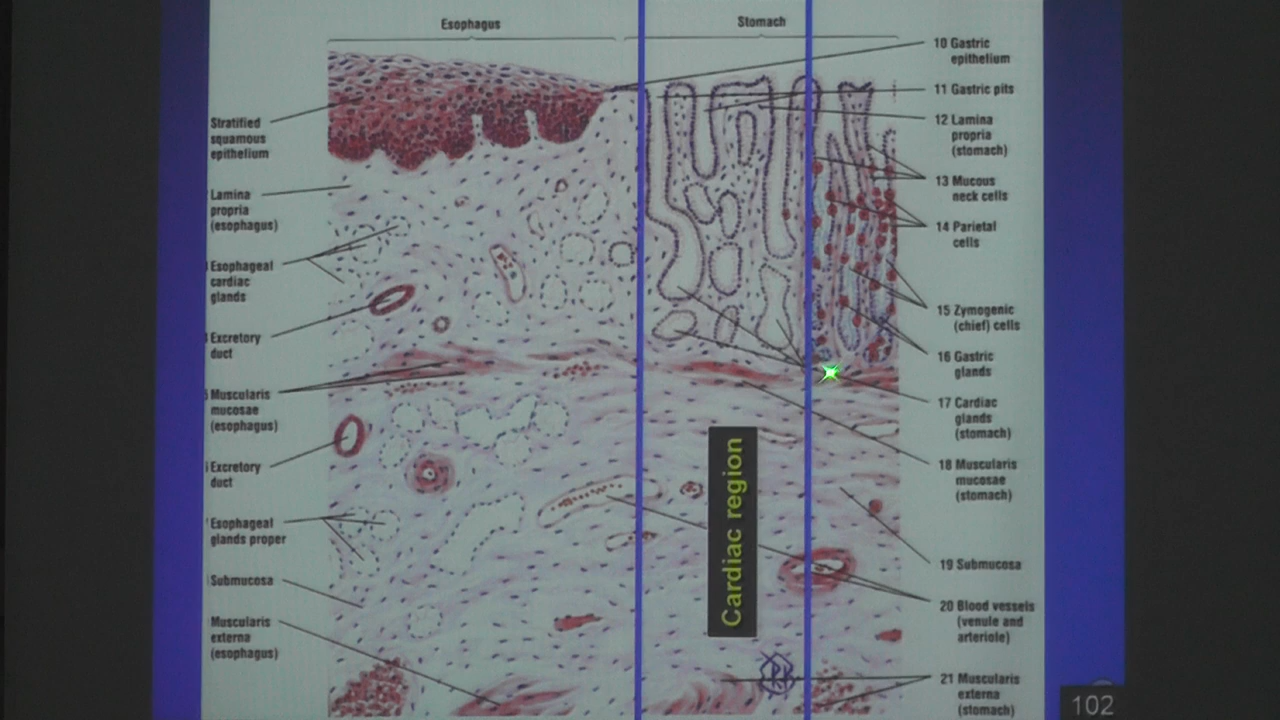 Esophagus
Stomach
Stratified
squamous
epithelium
Lamina
propria
(esophagus)
Esophageal
cardiac
glands
Excretory
duct
Muscularis
mucosae
(esophagus)
Excretory
duct
Esophageal
glands proper
Submucosa
Muscularis
externa
(esophagus)
Cardiac region
10 Gastric
epithelium
11 Gastric pits
12 Lamina
propria
(stomach)
13 Mucous
neck cells
14 Parietal
cells
15 Zymogenic
(chief) cells
16 Gastric
glands
17 Cardiac
glands
(stomach)
18 Muscularis
mucosae
(stomach)
19 Submucosa
20 Blood vessels
(venule and
arteriole)
21 Muscularis
externa
(stomach)
102